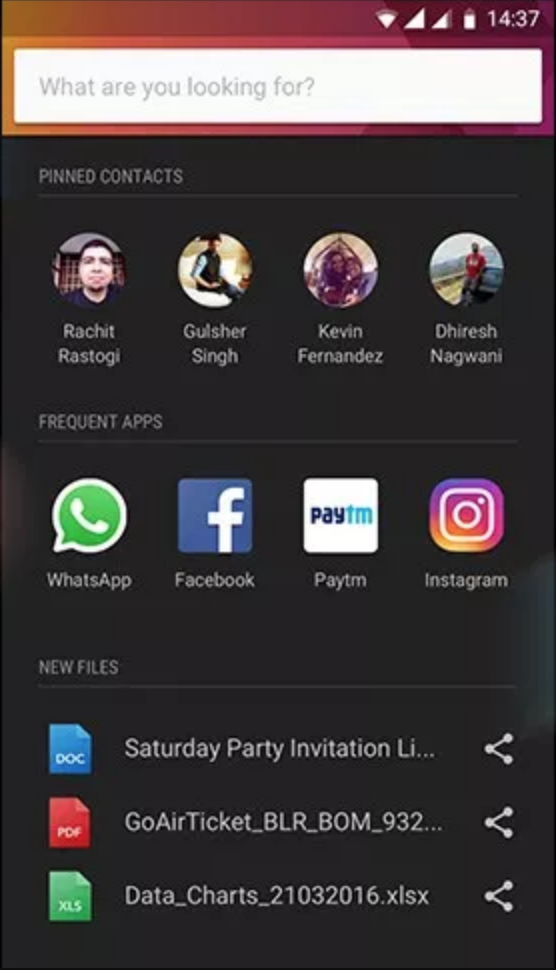 14:37
What are you looking for?
PINNED CONTACTS
Rachit Gulsher Kevin Dhiresh
Rastogi Singh Fernandez Nagwani
FREQUENT APPS
paytm
WhatsApp Facebook Paytm Instagram
NEW FILES
DOC Saturday Party Invitation Li...
PDF GoAirTicket_BLR_BOM_932...
XLS Data_Charts_21032016.xlsx